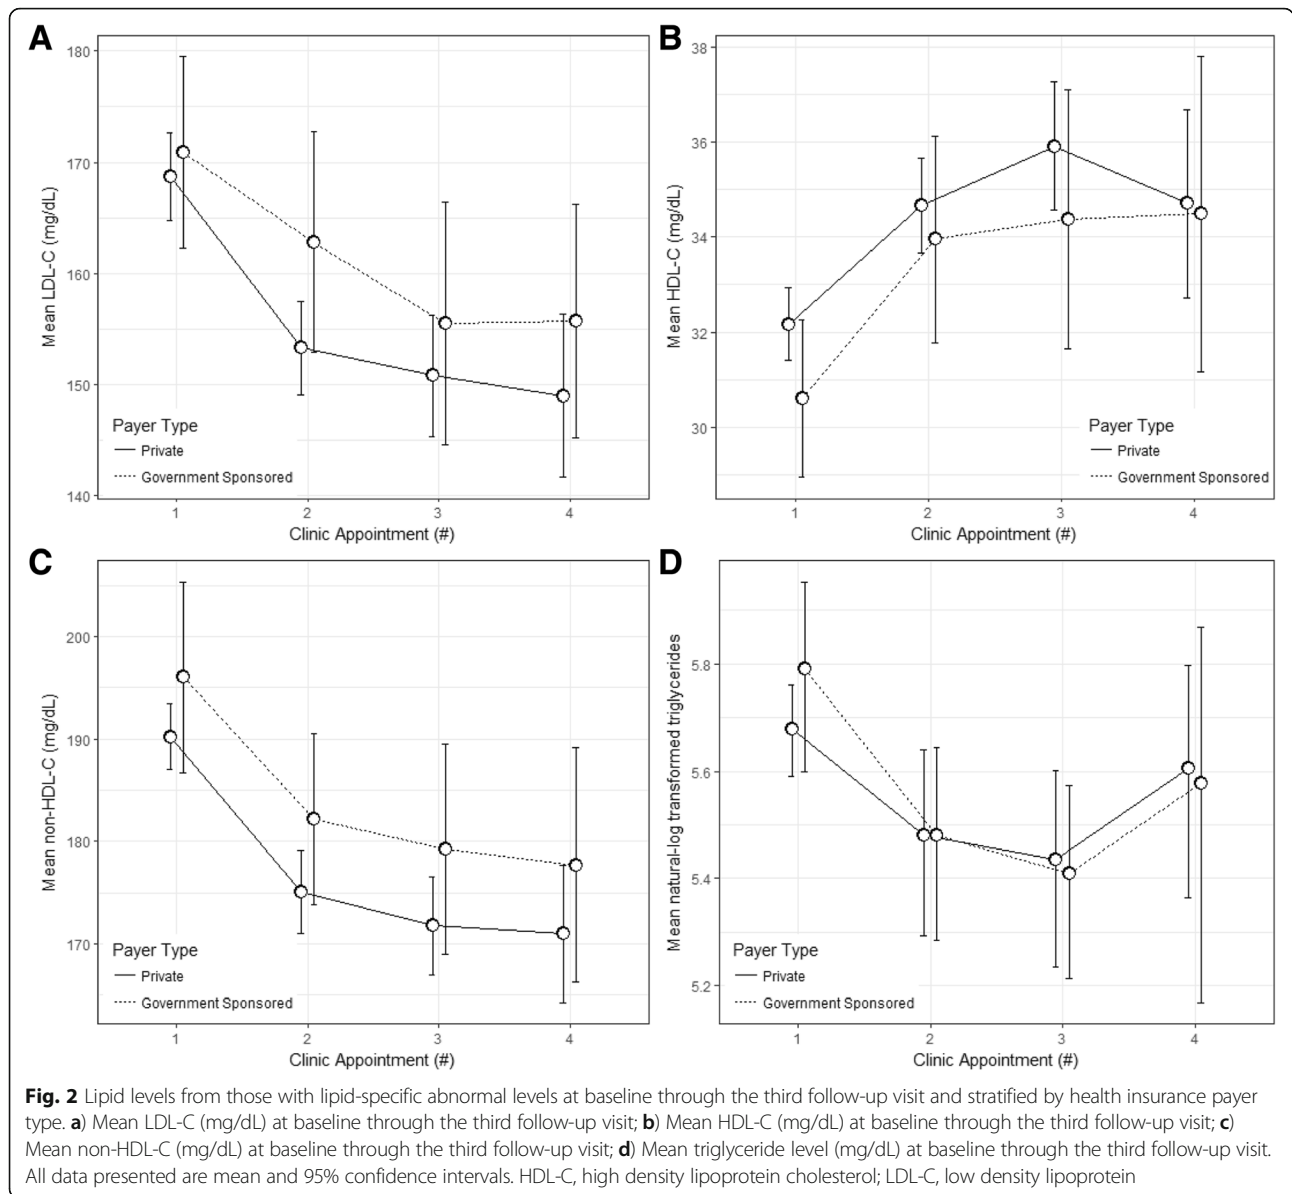 A
180
170
160
150
140
Mean LDL-C (mg/dL)
Payer Type
Private
Government Sponsored
1 2 3 4
Clinic Appointment (#)
B
38
36
34
32
30
Mean HDL-C (mg/dL)
Payer Type
Private
Government Sponsored
1 2 3 4
Clinic Appointment (#)
C
200
190
180
170
Mean non-HDL-C (mg/dL)
Payer Type
Private
Government Sponsored
1 2 3 4
Clinic Appointment (#)
D
5.8
5.6
5.4
5.2
Mean natural-log transformed triglycerides
Payer Type
Private
Government Sponsored
1 2 3 4
Clinic Appointment (#)
Fig. 2 Lipid levels from those with lipid-specific abnormal levels at baseline through the third follow-up visit and stratified by health insurance payer
type. a) Mean LDL-C (mg/dL) at baseline through the third follow-up visit; b) Mean HDL-C (mg/dL) at baseline through the third follow-up visit; c)
Mean non-HDL-C (mg/dL) at baseline through the third follow-up visit; d) Mean triglyceride level (mg/dL) at baseline through the third follow-up visit.
All data presented are mean and 95% confidence intervals. HDL-C, high density lipoprotein cholesterol; LDL-C, low density lipoprotein